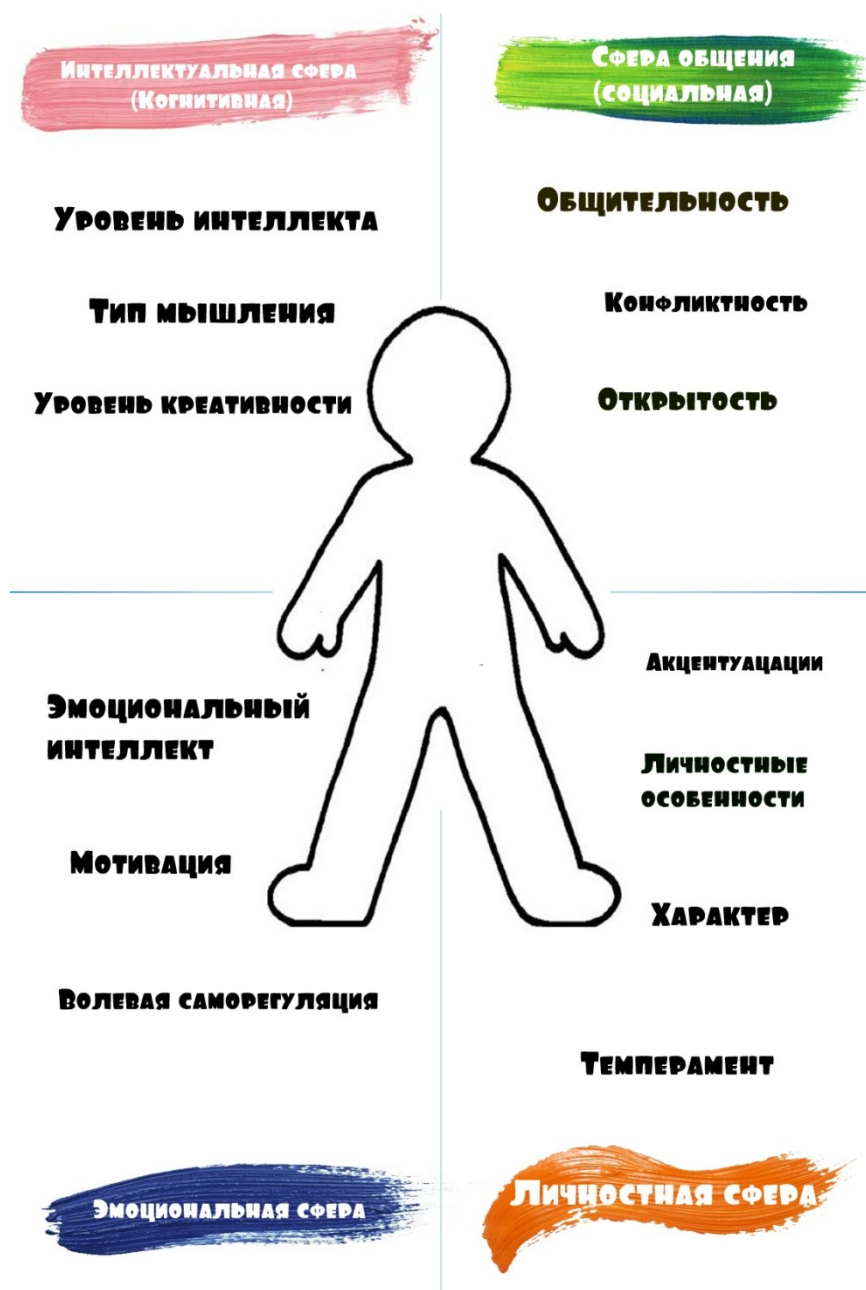 Интеллектуальная сфера
(Когнитивная)
Уровень интеллекта
Тип мышления
Уровень креативности
Сфера общения
(социальная)
Общительность
Конфликтность
Открытость
Эмоциональный
интеллект
Мотивация
Волевая саморегуляция
Эмоциональная сфера
Акцентуацации
Личностные
особенности
Характер
Темперамент
Личностная сфера